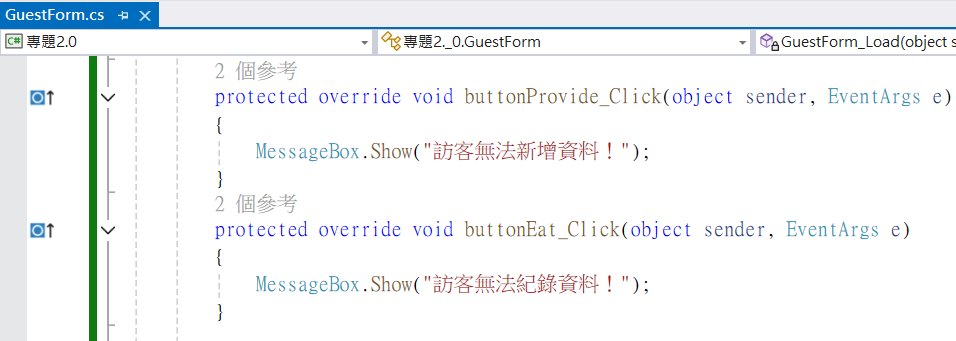 GuestForm.cs
專題2.0 專題2._0.GuestForm GuestForm_Load(object s
2 個參考
protected override void buttonProvide_Click(object sender, EventArgs e)
{
MessageBox.Show("訪客無法新增資料！");
}
2 個參考
protected override void buttonEat_Click(object sender, EventArgs e)
{
MessageBox.Show("訪客無法紀錄資料！");
}